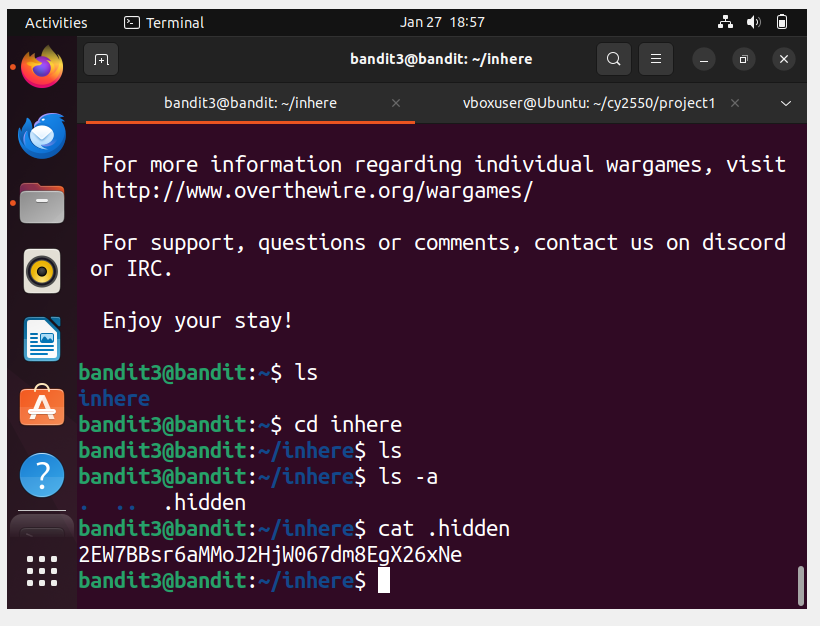 Activities
Terminal
Jan 27 18:57
bandit3@bandit: ~/inhere
bandit3@bandit: ~/inhere
vboxuser@Ubuntu: ~/cy2550/project1
For more information regarding individual wargames, visit
http://www.overthewire.org/wargames/
For support, questions or comments, contact us on discord
or IRC.
Enjoy your stay!
bandit3@bandit:~$ ls
inhere
bandit3@bandit:~$ cd inhere
bandit3@bandit:~/inhere$ ls
bandit3@bandit:~/inhere$ ls -a
. .. .hidden
bandit3@bandit:~/inhere$ cat .hidden
2EW7BBsr6aMMoJ2HjW067dm8EgX26xNe
bandit3@bandit:~/inhere$